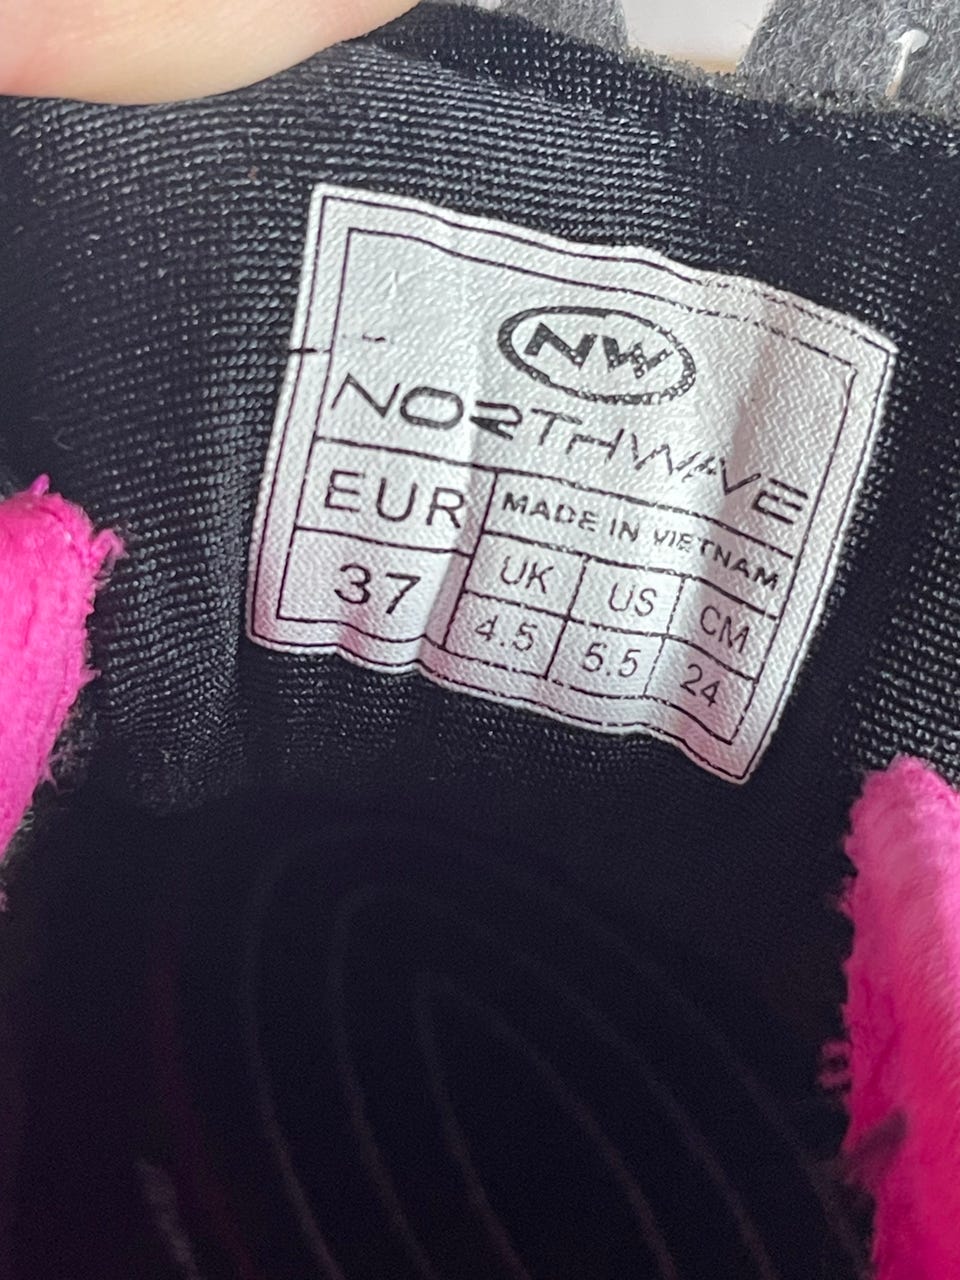 NW
NORTHWAVE
EUR
MADE IN VIETNAM
37
UK US CM
4.5 5.5 24